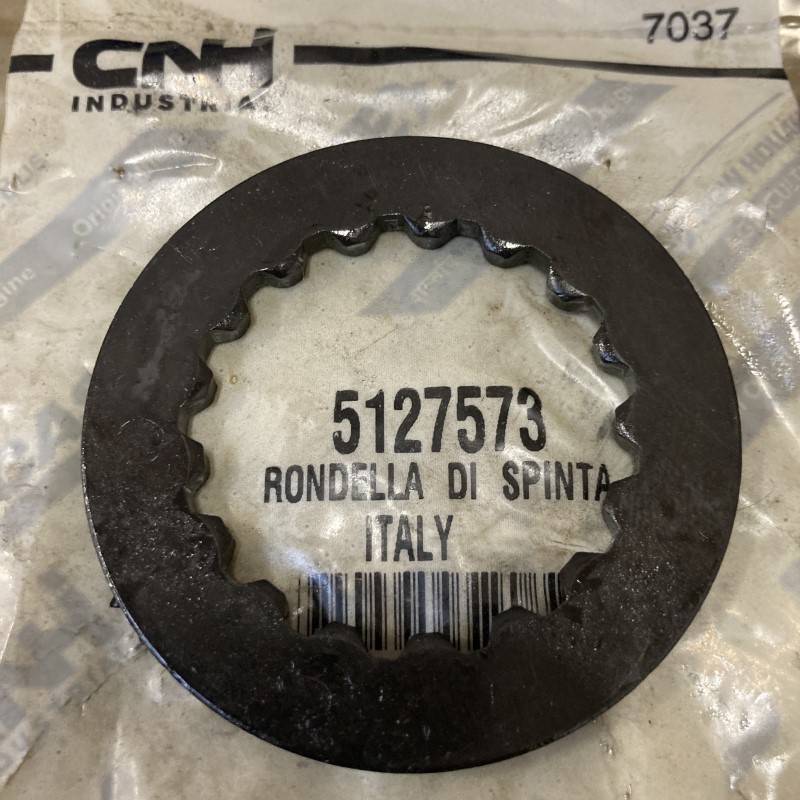 7037
CNH
INDUSTRIAL
5127573
RONDELLA DI SPINTA
ITALY